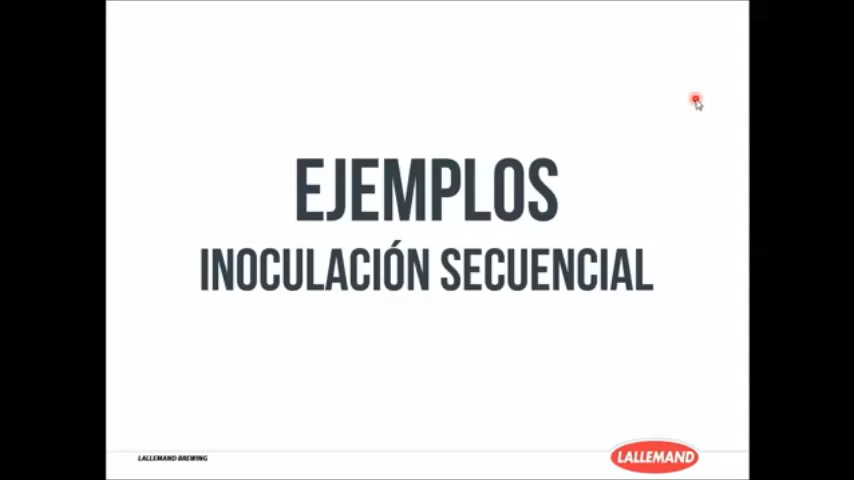 EJEMPLOS
INOCULACIÓN SECUENCIAL
LALLEMAND BREWING
LALLEMAND